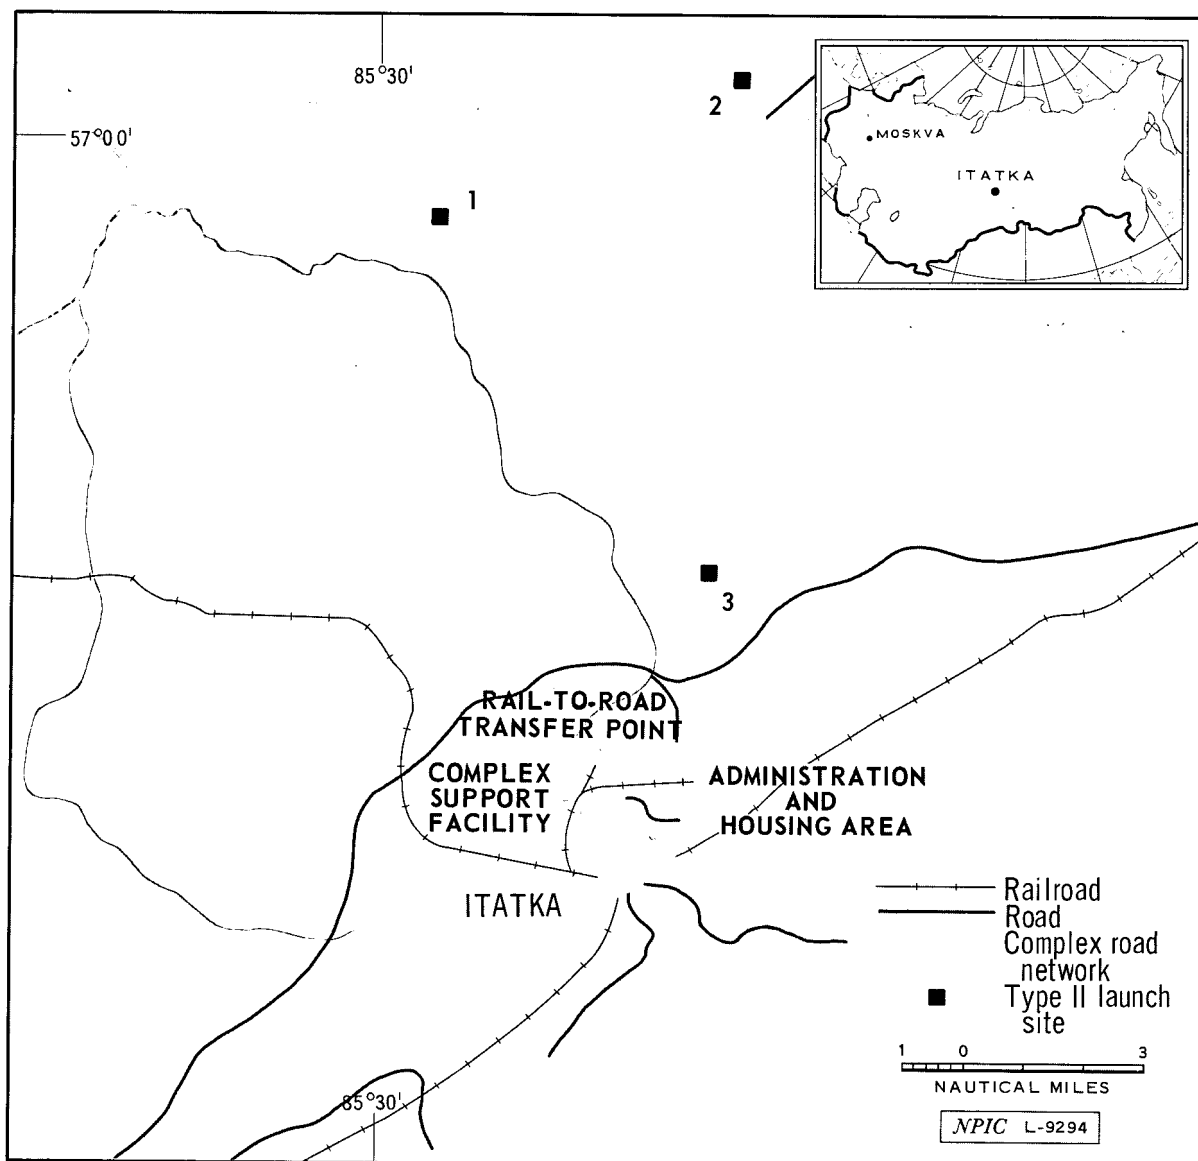 85°30'
2
57°00'
1
MOSKVA
ITATKA
3
RAIL-TO-ROAD
TRANSFER POINT
COMPLEX
SUPPORT
FACILITY
ADMINISTRATION
AND
HOUSING AREA
ITATKA
Railroad
Road
Complex road
network
Type II launch
site
1 0 3
NAUTICAL MILES
85°30'
NPIC L-9294